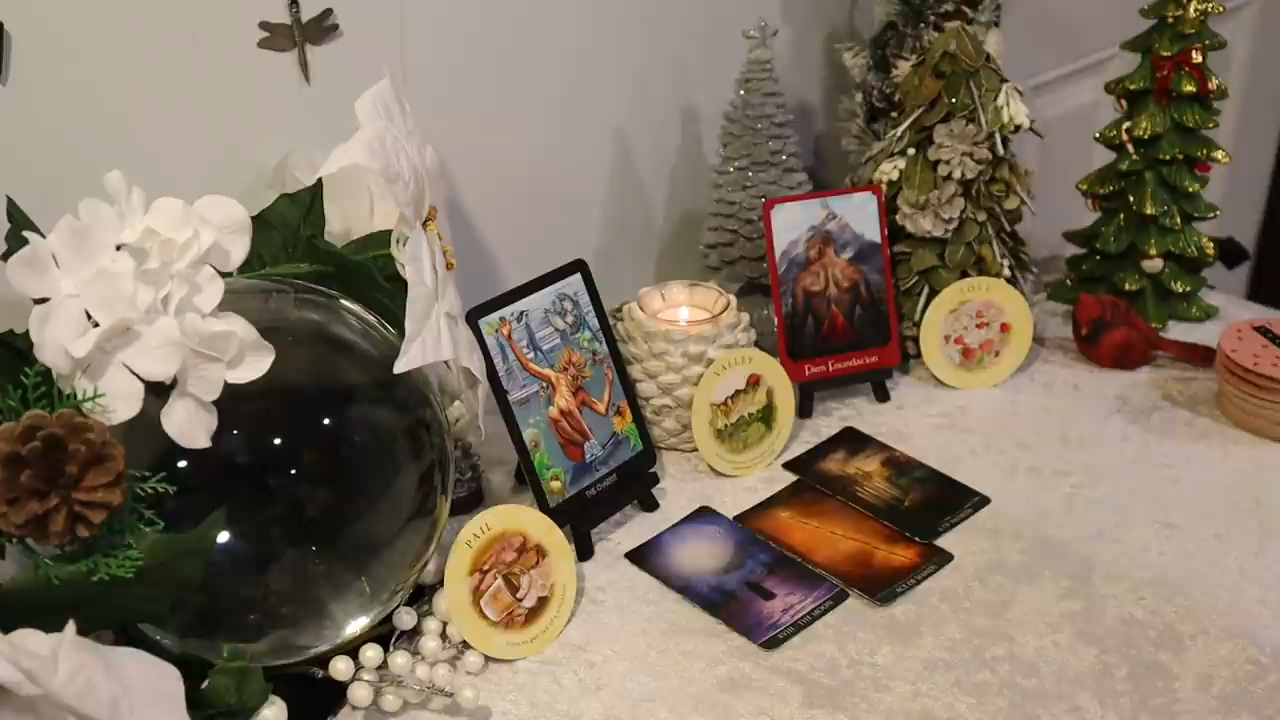 PAIL
THE CHARIOT
VALLEY
Firm Foundation
LOVE
XVIII · THE MOON
ACE OF WANDS